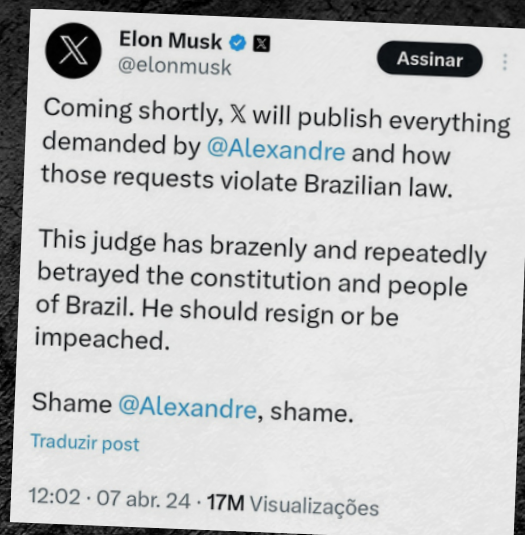 Elon Musk
@elonmusk
Assinar
Coming shortly, 𝕏 will publish everything
demanded by @Alexandre and how
those requests violate Brazilian law.
This judge has brazenly and repeatedly
betrayed the constitution and people
of Brazil. He should resign or be
impeached.
Shame @Alexandre, shame.
Traduzir post
12:02 · 07 abr. 24 · 17M Visualizações